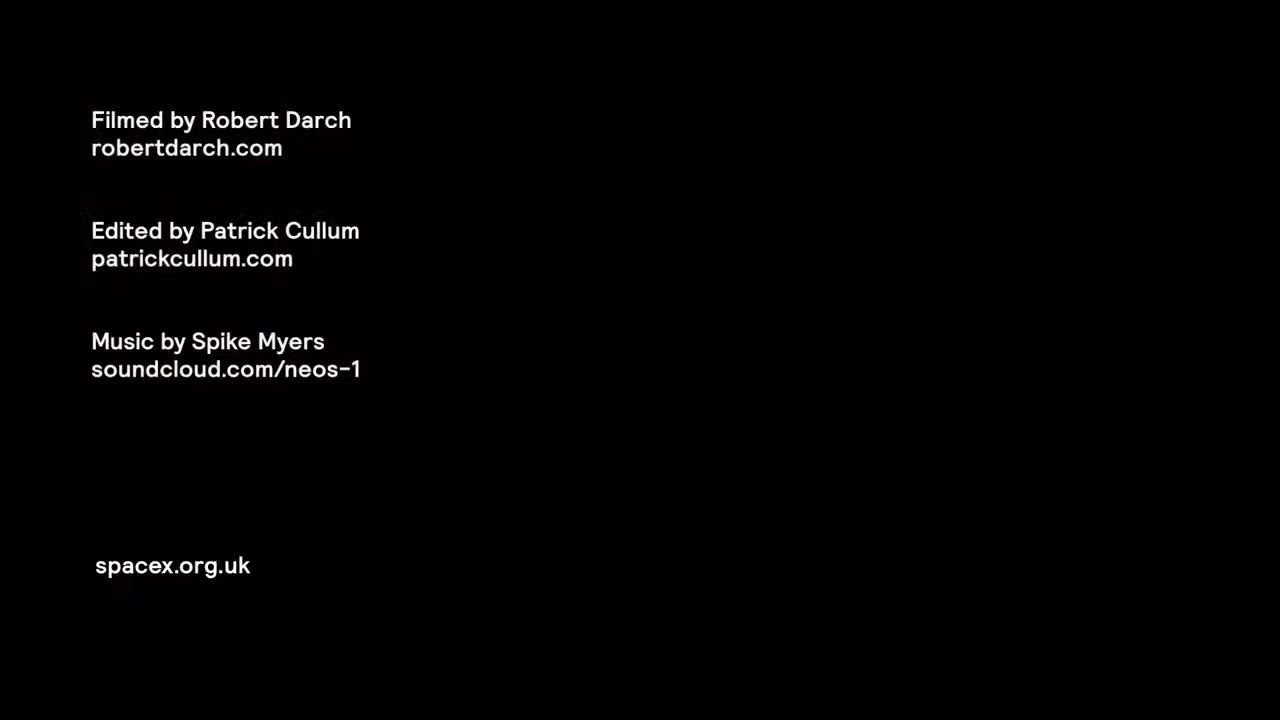 Filmed by Robert Darch
robertdarch.com
Edited by Patrick Cullum
patrickcullum.com
Music by Spike Myers
soundcloud.com/neos-1
spacex.org.uk